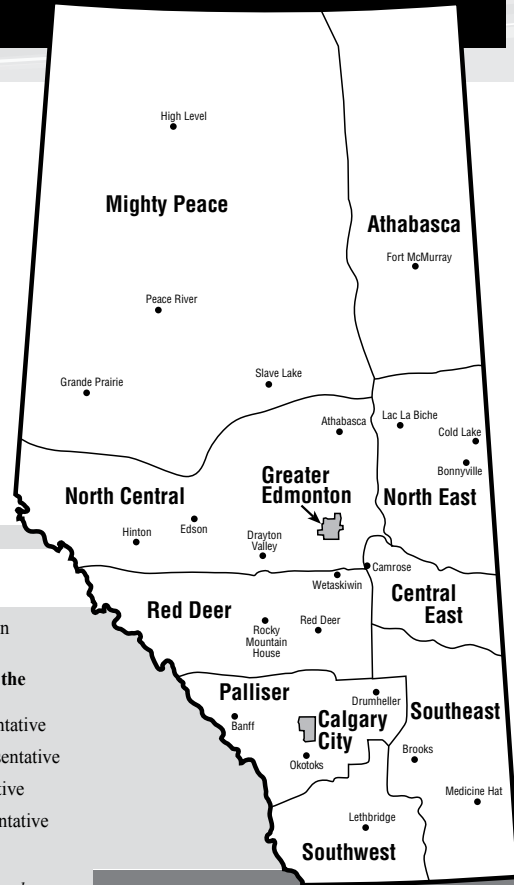 High Level
Mighty Peace
Athabasca
Fort McMurray
Peace River
Grande Prairie
Slave Lake
Athabasca
Lac La Biche
Cold Lake
Bonnyville
Greater
Edmonton
North East
North Central
Hinton
Edson
Drayton
Valley
Camrose
Wetaskiwin
Central
East
Red Deer
Rocky
Mountain
House
Red Deer
Palliser
Banff
Drumheller
Calgary
City
Okotoks
Southeast
Brooks
Medicine Hat
Lethbridge
Southwest
n
the
ntative
sentative
tive
ntative